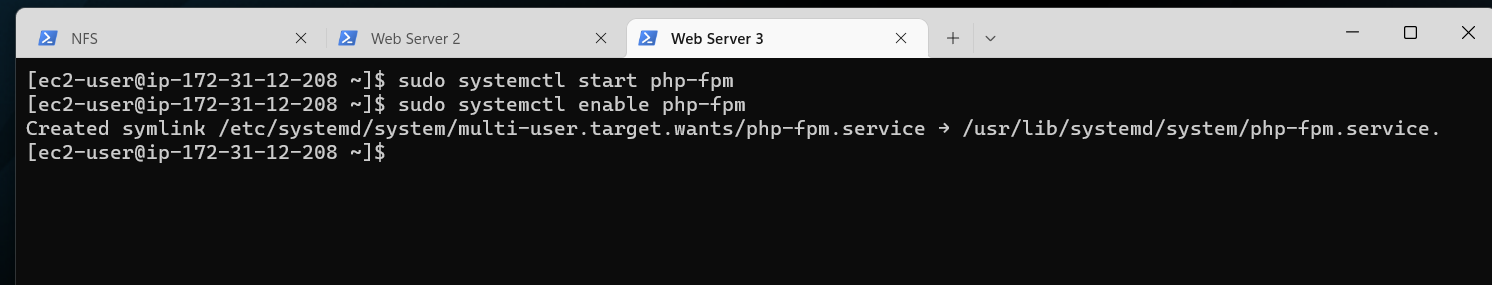 NFS Web Server 2 Web Server 3
[ec2-user@ip-172-31-12-208 ~]$ sudo systemctl start php-fpm
[ec2-user@ip-172-31-12-208 ~]$ sudo systemctl enable php-fpm
Created symlink /etc/systemd/system/multi-user.target.wants/php-fpm.service → /usr/lib/systemd/system/php-fpm.service.
[ec2-user@ip-172-31-12-208 ~]$